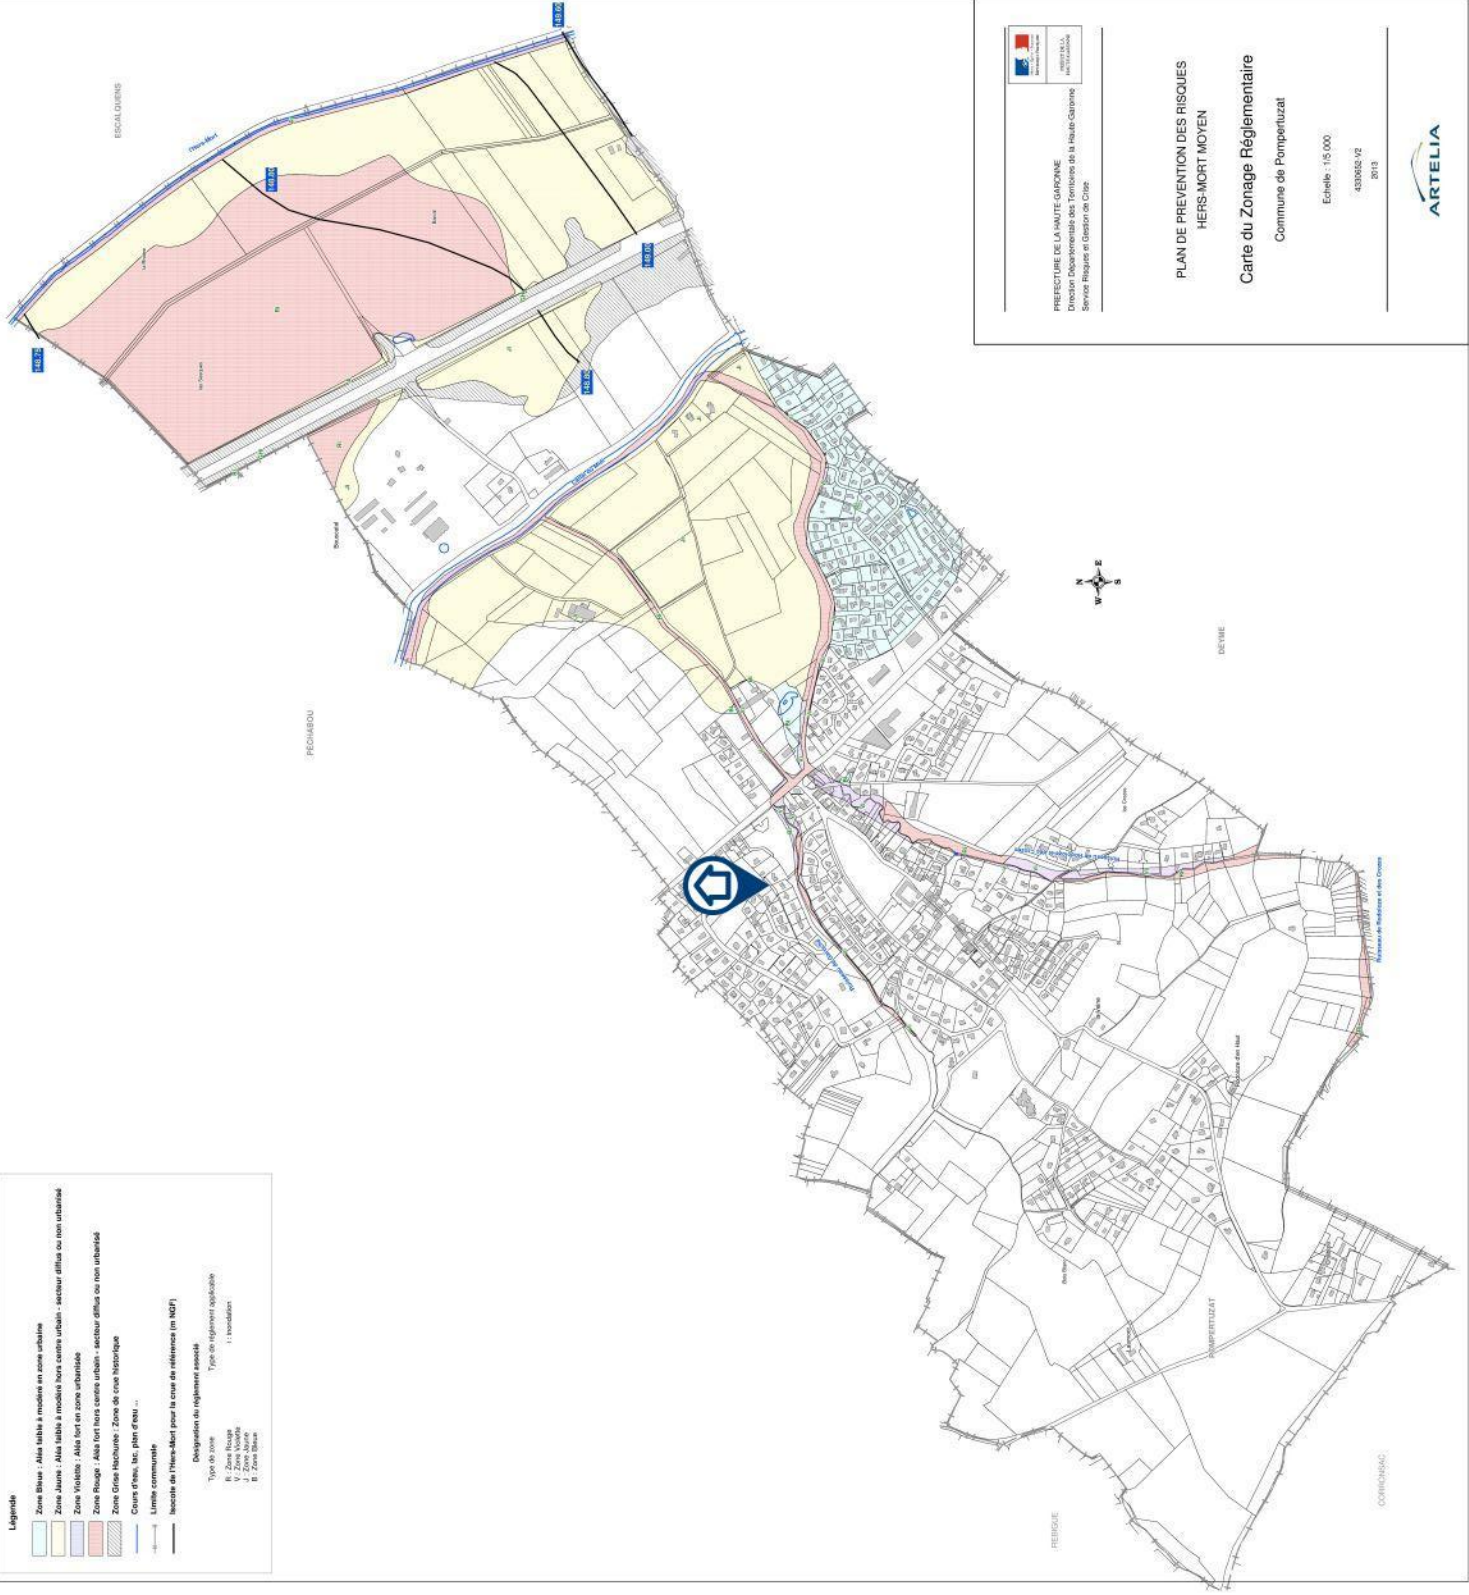 Légende
Zone Bleue : Aléa faible à modéré en zone urbaine
Zone Jaune : Aléa faible à modéré hors centre urbain - secteur diffus ou non urbanisé
Zone Violette : Aléa fort en zone urbanisée
Zone Rouge : Aléa fort hors centre urbain - secteur diffus ou non urbanisé
Zone Grise Hachurée : Zone de crue historique
Cours d'eau, lac, plan d'eau ...
Limite communale
Isocote de l'Hers-Mort pour la crue de référence (m NGF)
Désignation du règlement associé
Type de zone
Type de règlement applicable
R : Zone Rouge
i : Inondation
V : Zone Violette
J : Zone Jaune
B : Zone Bleue
ESCALQUENS
l'Hers-Mort
149.60
148.80
148.75
149.00
148.80
PECHABOU
DEYME
N
E
S
W
POMPERTUZAT
REBIGUE
CORRONSAC
Ruisseau de Rodoloze et des Crozes
PREFECTURE DE LA HAUTE-GARONNE
Direction Départementale des Territoires de la Haute-Garonne
Service Risques et Gestion de Crise
PLAN DE PREVENTION DES RISQUES
HERS-MORT MOYEN
Carte du Zonage Réglementaire
Commune de Pompertuzat
Echelle : 1/5 000
4330652-V2
2013
ARTELIA